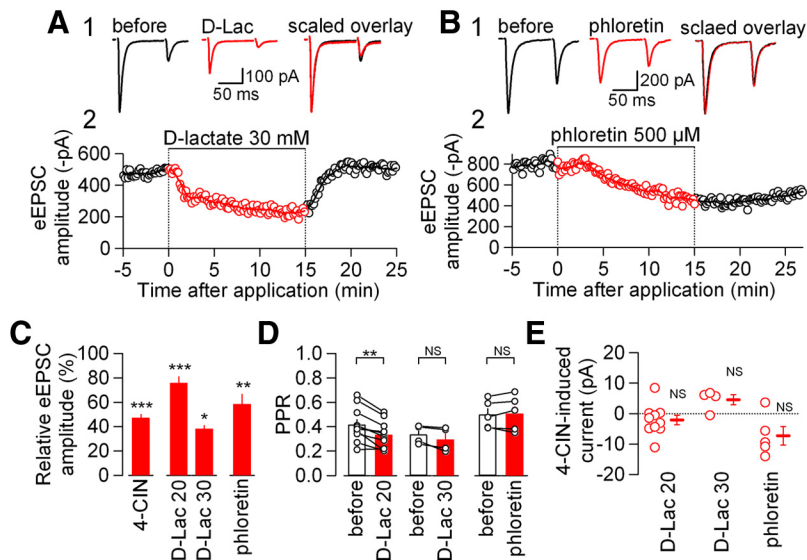 A
1
before
D-Lac
scaled overlay
100 pA
50 ms
2
D-lactate 30 mM
eEPSC
amplitude (-pA)
600
400
200
0
-5
0
5
10
15
20
25
Time after application (min)
B
1
before
phloretin
sclaed overlay
200 pA
50 ms
2
phloretin 500 µM
eEPSC
amplitude (-pA)
800
600
400
200
0
-5
0
5
10
15
20
25
Time after application (min)
C
Relative eEPSC
amplitude (%)
100
80
60
40
20
0
***
***
*
**
4-CIN
D-Lac 20
D-Lac 30
phloretin
D
PPR
1.0
0.8
0.6
0.4
0.2
0.0
**
NS
NS
before
D-Lac 20
before
D-Lac 30
before
phloretin
E
4-CIN-induced
current (pA)
20
10
0
-10
-20
NS
NS
NS
D-Lac 20
D-Lac 30
phloretin